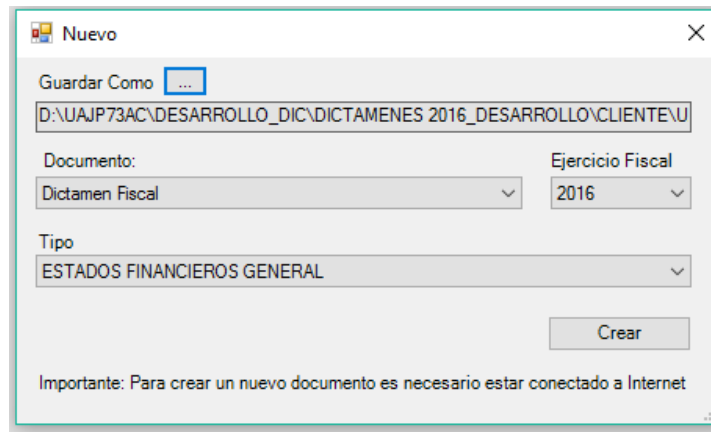 Nuevo
Guardar Como ...
D:\UAJP73AC\DESARROLLO_DIC\DICTAMENES 2016_DESARROLLO\CLIENTE\U
Documento: Ejercicio Fiscal
Dictamen Fiscal 2016
Tipo
ESTADOS FINANCIEROS GENERAL
Crear
Importante: Para crear un nuevo documento es necesario estar conectado a Internet